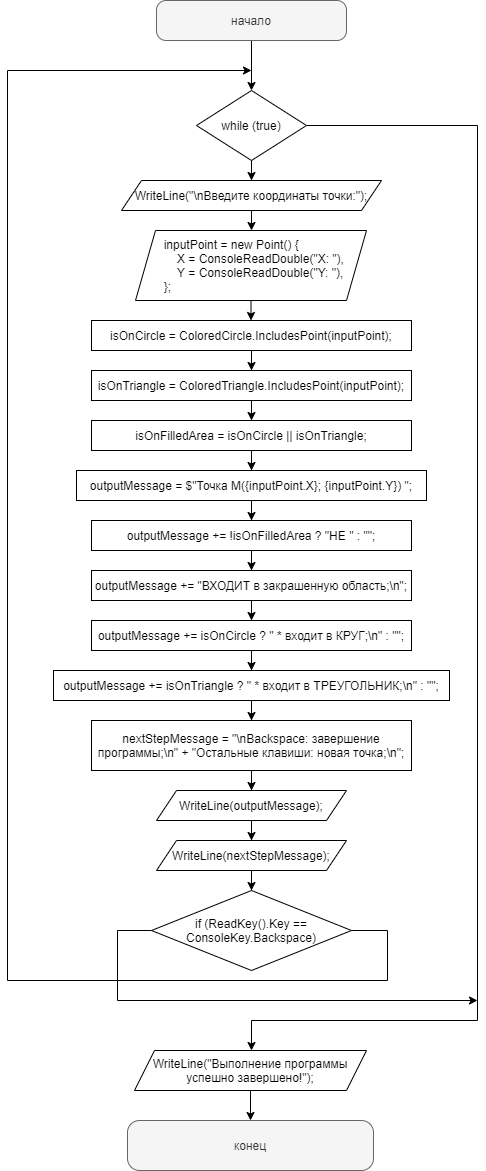 начало
while (true)
WriteLine("\nВведите координаты точки:");
inputPoint = new Point() {
X = ConsoleReadDouble("X: "),
Y = ConsoleReadDouble("Y: "),
};
isOnCircle = ColoredCircle.IncludesPoint(inputPoint);
isOnTriangle = ColoredTriangle.IncludesPoint(inputPoint);
isOnFilledArea = isOnCircle || isOnTriangle;
outputMessage = $"Точка M({inputPoint.X}; {inputPoint.Y}) ";
outputMessage += !isOnFilledArea ? "НЕ " : "";
outputMessage += "ВХОДИТ в закрашенную область;\n";
outputMessage += isOnCircle ? " * входит в КРУГ;\n" : "";
outputMessage += isOnTriangle ? " * входит в ТРЕУГОЛЬНИК;\n" : "";
nextStepMessage = "\nBackspace: завершение
программы;\n" + "Остальные клавиши: новая точка;\n";
WriteLine(outputMessage);
WriteLine(nextStepMessage);
if (ReadKey().Key ==
ConsoleKey.Backspace)
WriteLine("Выполнение программы
успешно завершено!");
конец